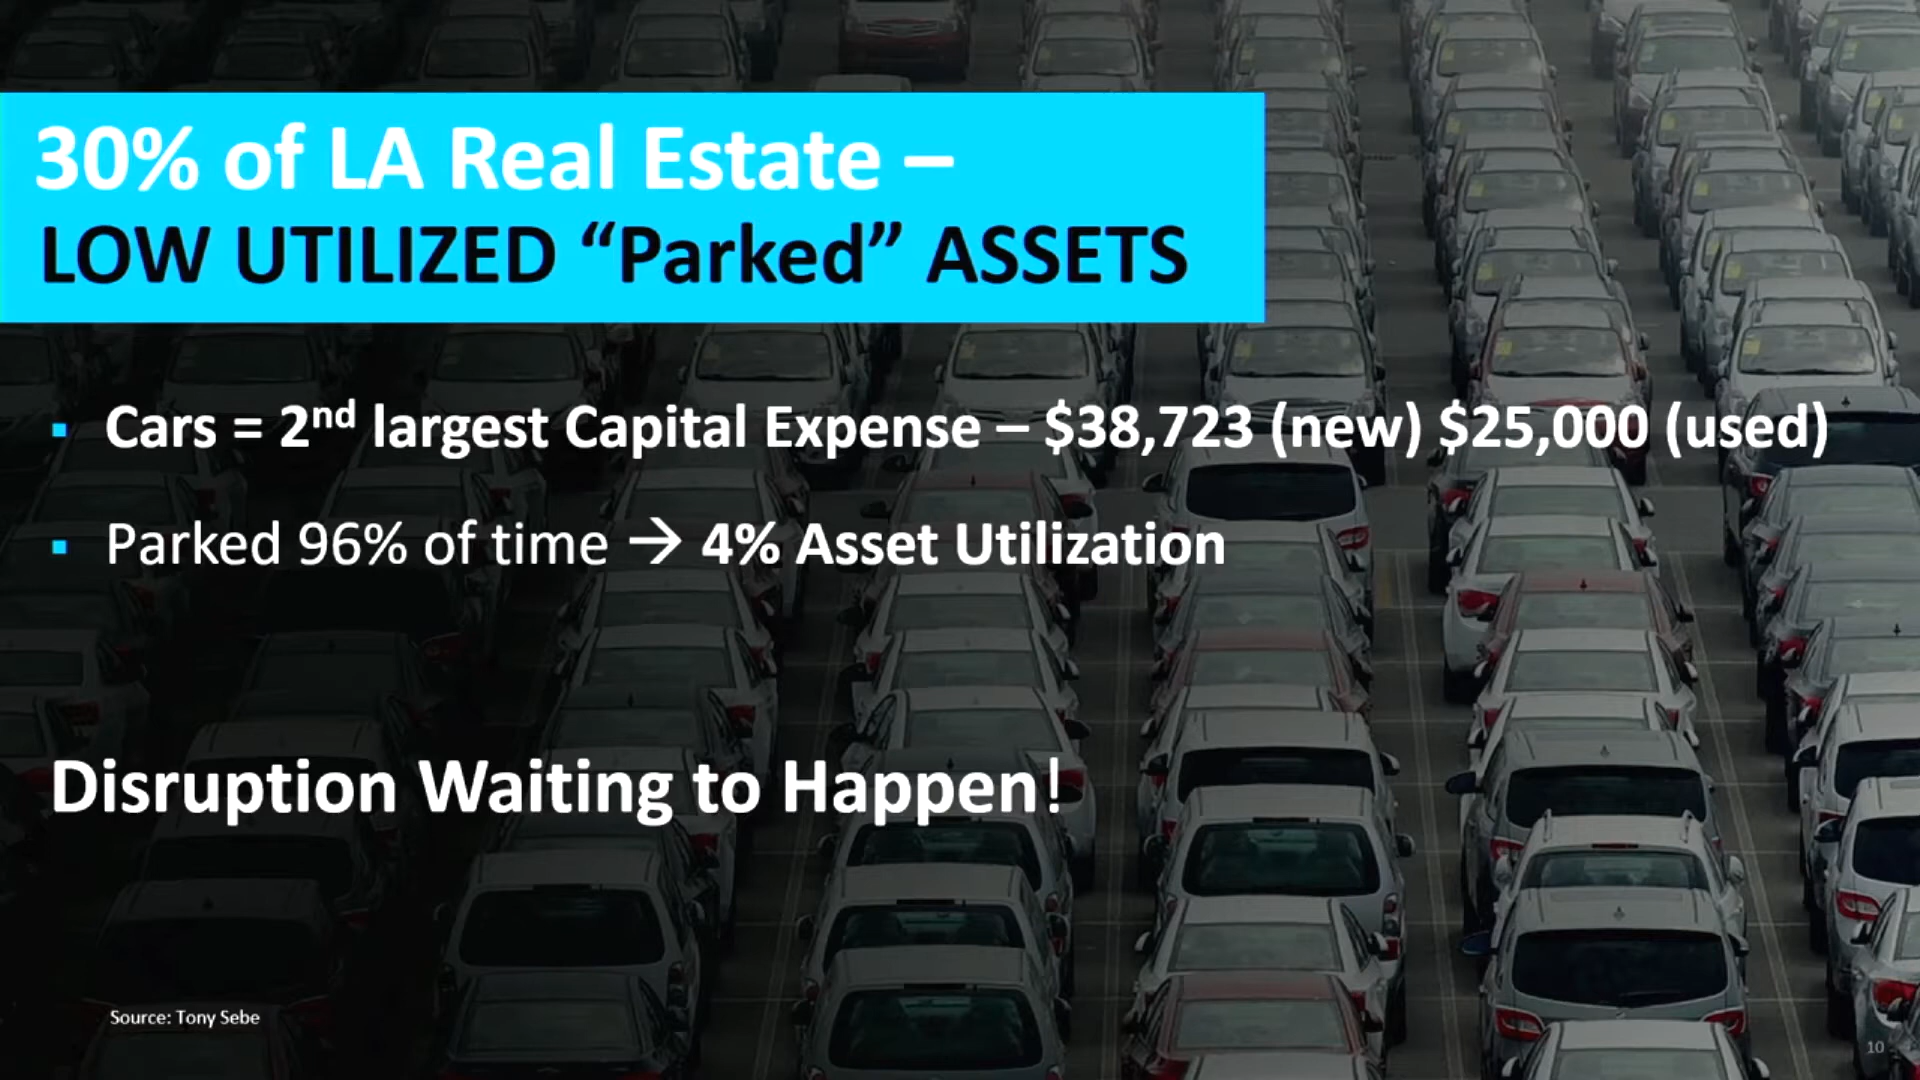 30% of LA Real Estate –
LOW UTILIZED “Parked” ASSETS
▪ Cars = 2nd largest Capital Expense – $38,723 (new) $25,000 (used)
▪ Parked 96% of time → 4% Asset Utilization
Disruption Waiting to Happen!
Source: Tony Sebe
10